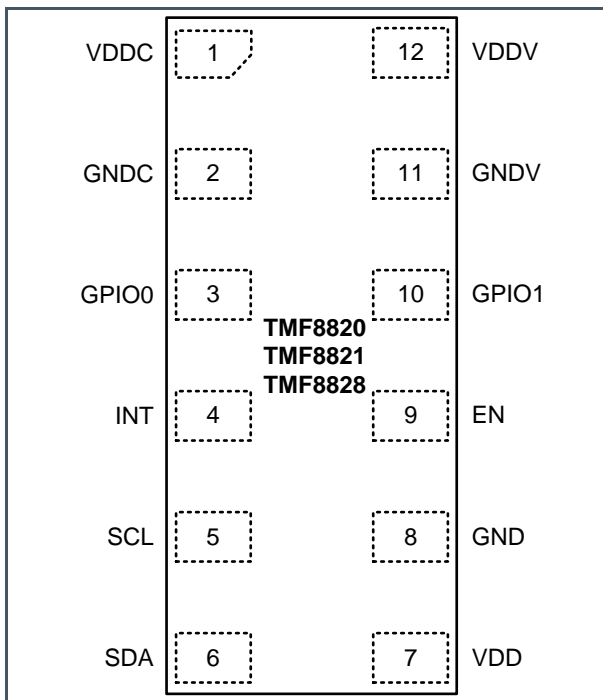 VDDC 1 12 VDDV
GNDC 2 11 GNDV
GPIO0 3 10 GPIO1
TMF8820
TMF8821
TMF8828
INT 4 9 EN
SCL 5 8 GND
SDA 6 7 VDD